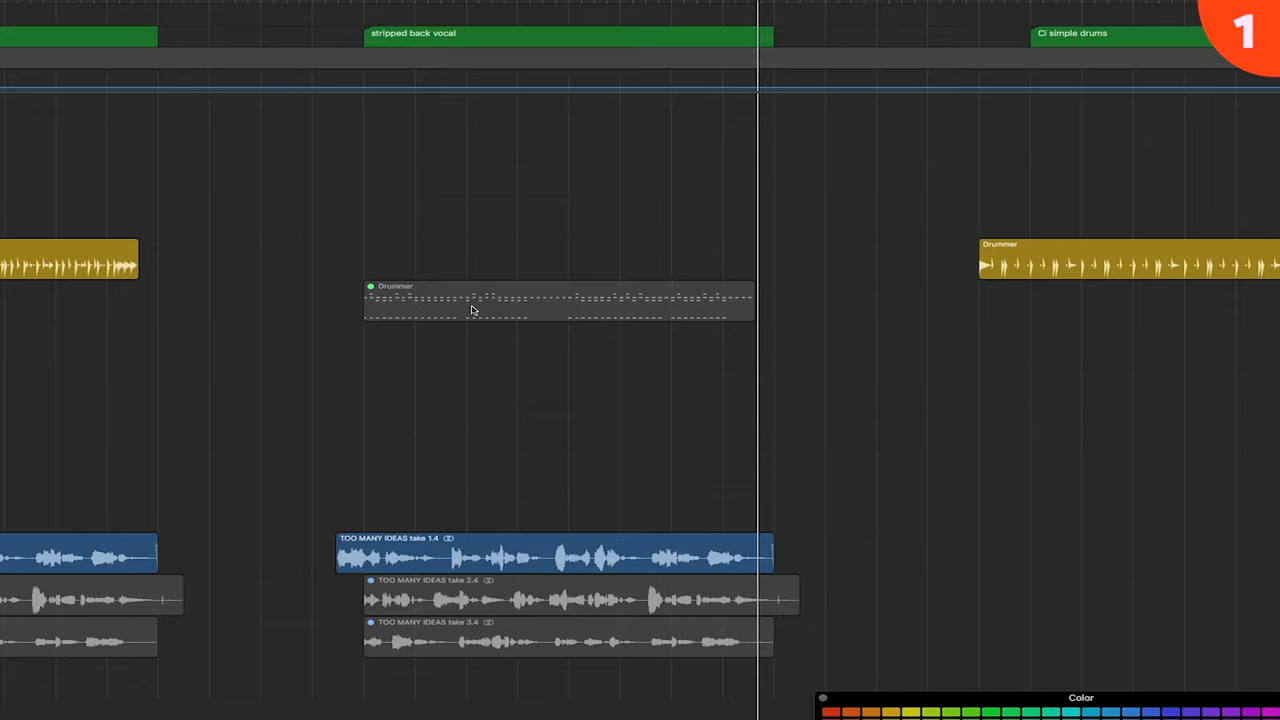 1
stripped back vocal
Ci simple drums
Drummer
Drummer
TOO MANY IDEAS take 1.4
TOO MANY IDEAS take 2.4
TOO MANY IDEAS take 3.4
Color